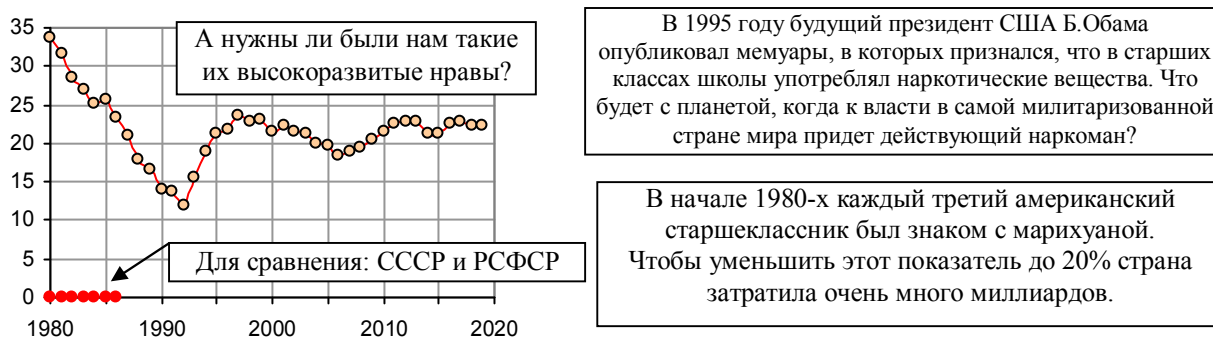 35
30
25
20
15
10
5
0
1980
1990
2000
2010
2020
А нужны ли были нам такие
их высокоразвитые нравы?
Для сравнения: СССР и РСФСР
В 1995 году будущий президент США Б.Обама
опубликовал мемуары, в которых признался, что в старших
классах школы употреблял наркотические вещества. Что
будет с планетой, когда к власти в самой милитаризованной
стране мира придет действующий наркоман?
В начале 1980-х каждый третий американский
старшеклассник был знаком с марихуаной.
Чтобы уменьшить этот показатель до 20% страна
затратила очень много миллиардов.